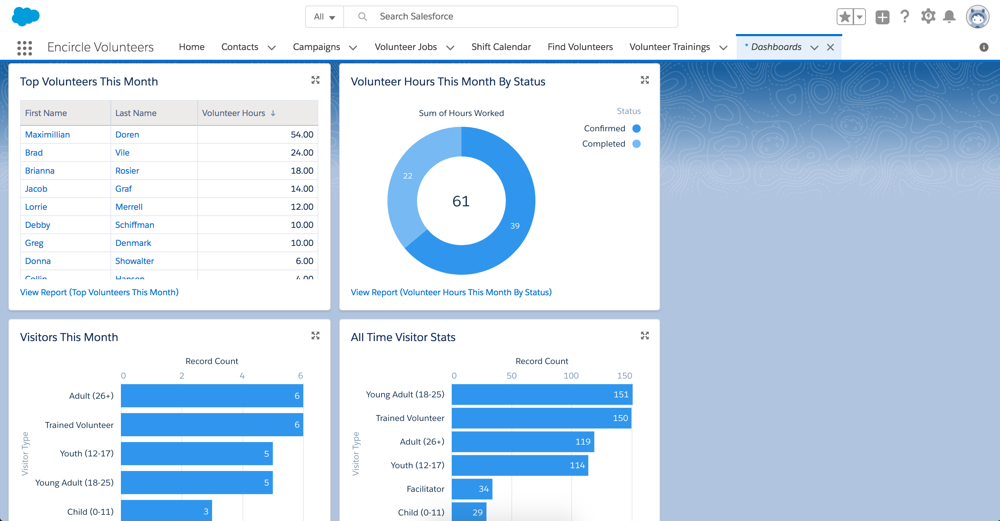 All
Search Salesforce
Encircle Volunteers Home Contacts Campaigns Volunteer Jobs Shift Calendar Find Volunteers Volunteer Trainings * Dashboards
Top Volunteers This Month
First Name Last Name Volunteer Hours ↓
Maximillian Doren 54.00
Brad Vile 24.00
Brianna Rosier 18.00
Jacob Graf 14.00
Lorrie Merrell 12.00
Debby Schiffman 10.00
Greg Denmark 10.00
Donna Showalter 6.00
Collin Hansen 4.00
View Report (Top Volunteers This Month)
Volunteer Hours This Month By Status
Sum of Hours Worked
Status
Confirmed
Completed
22
61
39
View Report (Volunteer Hours This Month By Status)
Visitors This Month
Record Count
0 2 4 6
Visitor Type
Adult (26+) 6
Trained Volunteer 6
Youth (12-17) 5
Young Adult (18-25) 5
Child (0-11) 3
All Time Visitor Stats
Record Count
0 50 100 150
Visitor Type
Young Adult (18-25) 151
Trained Volunteer 150
Adult (26+) 119
Youth (12-17) 114
Facilitator 34
Child (0-11) 29